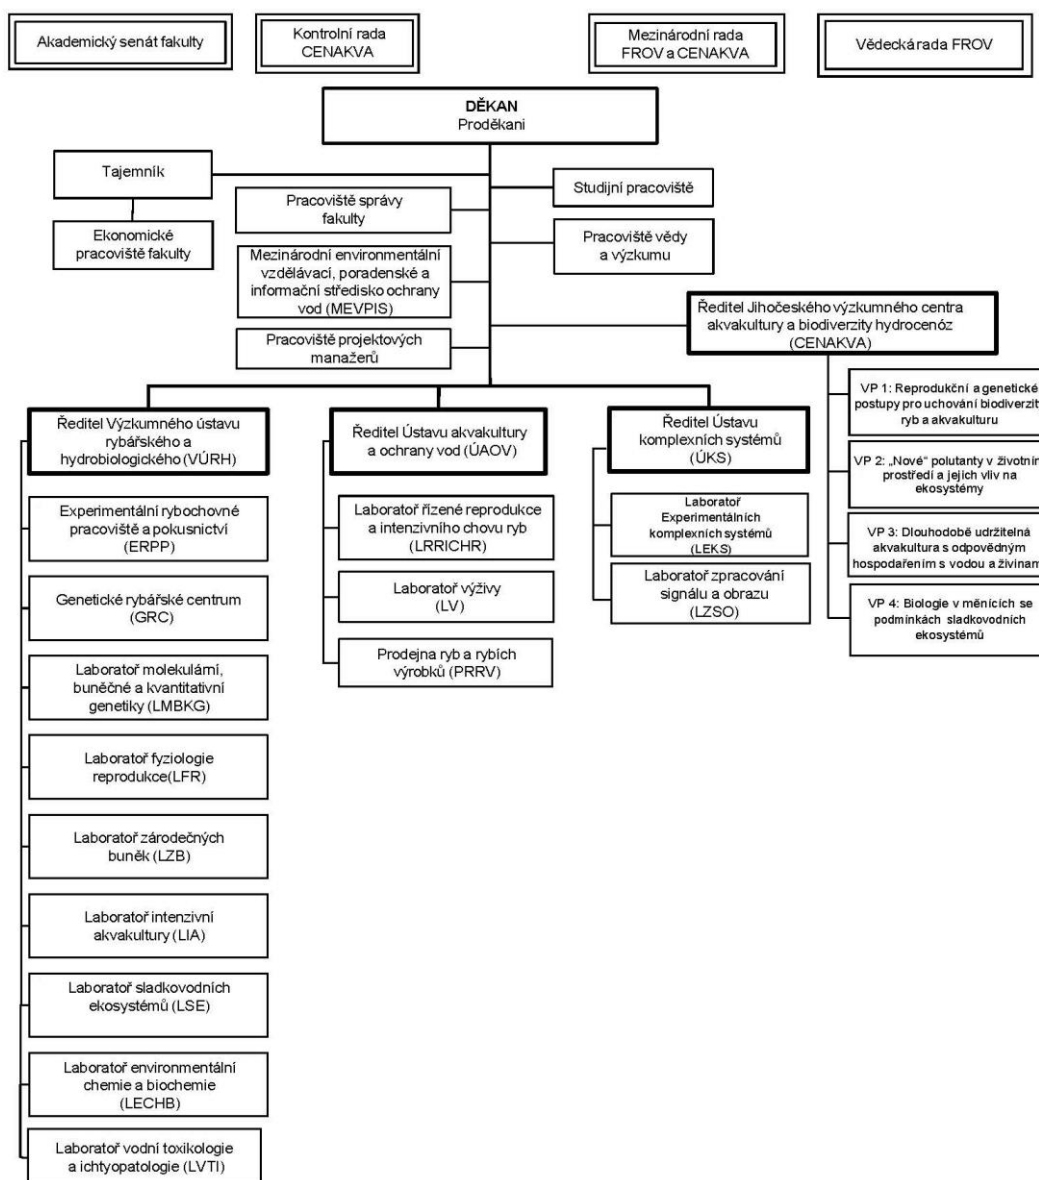 Akademický senát fakulty
Kontrolní rada
CENAKVA
Mezinárodní rada
FROV a CENAKVA
Vědecká rada FROV
DĚKAN
Proděkani
Tajemník
Studijní pracoviště
Pracoviště správy
fakulty
Ekonomické
pracoviště fakulty
Pracoviště vědy
a výzkumu
Mezinárodní environmentální
vzdělávací, poradenské a
informační středisko ochrany
vod (MEVPIS)
Ředitel Jihočeského výzkumného centra
akvakultury a biodiverzity hydrocenóz
(CENAKVA)
Pracoviště projektových
manažerů
Ředitel Výzkumného ústavu
rybářského a
hydrobiologického (VÚRH)
Experimentální rybochovné
pracoviště a pokusnictví
(ERPP)
Genetické rybářské centrum
(GRC)
Laboratoř molekulární,
buněčné a kvantitativní
genetiky (LMBKG)
Laboratoř fyziologie
reprodukce(LFR)
Laboratoř zárodečných
buněk (LZB)
Laboratoř intenzivní
akvakultury (LIA)
Laboratoř sladkovodních
ekosystémů (LSE)
Laboratoř environmentální
chemie a biochemie
(LECHB)
Laboratoř vodní toxikologie
a ichtyopatologie (LVTI)
Ředitel Ústavu akvakultury
a ochrany vod (ÚAOV)
Laboratoř řízené reprodukce
a intenzivního chovu ryb
(LRRICHR)
Laboratoř výživy
(LV)
Prodejna ryb a rybích
výrobků (PRRV)
Ředitel Ústavu
komplexních systémů
(ÚKS)
Laboratoř
Experimentálních
komplexních systémů
(LEKS)
Laboratoř zpracování
signálu a obrazu
(LZSO)
VP 1: Reprodukční a genetické
postupy pro uchování biodiverzity
ryb a akvakulturu
VP 2: „Nové“ polutanty v životním
prostředí a jejich vliv na
ekosystémy
VP 3: Dlouhodobě udržitelná
akvakultura s odpovědným
hospodařením s vodou a živinam
VP 4: Biologie v měnících se
podmínkách sladkovodních
ekosystémů